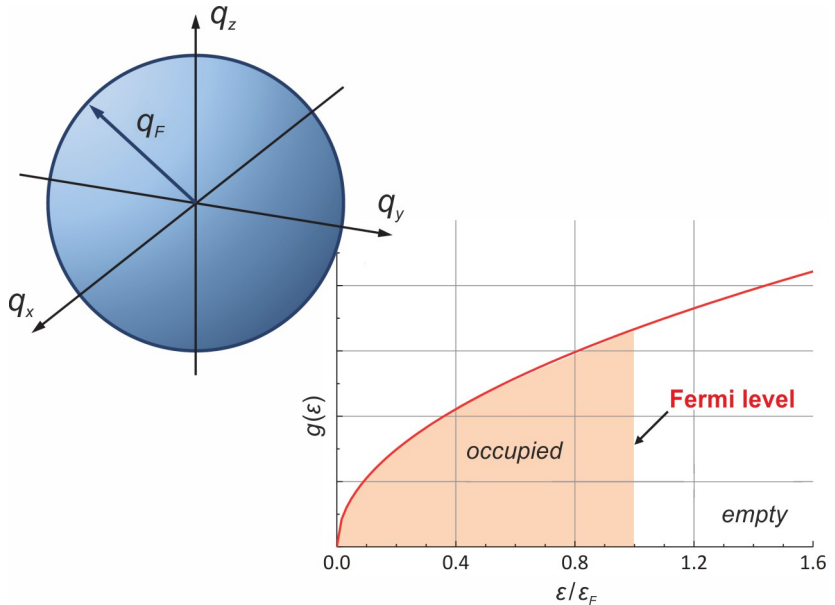 q_z
q_F
q_y
q_x
g(ε)
Fermi level
occupied
empty
0.0 0.4 0.8 1.2 1.6
ε/ε_F